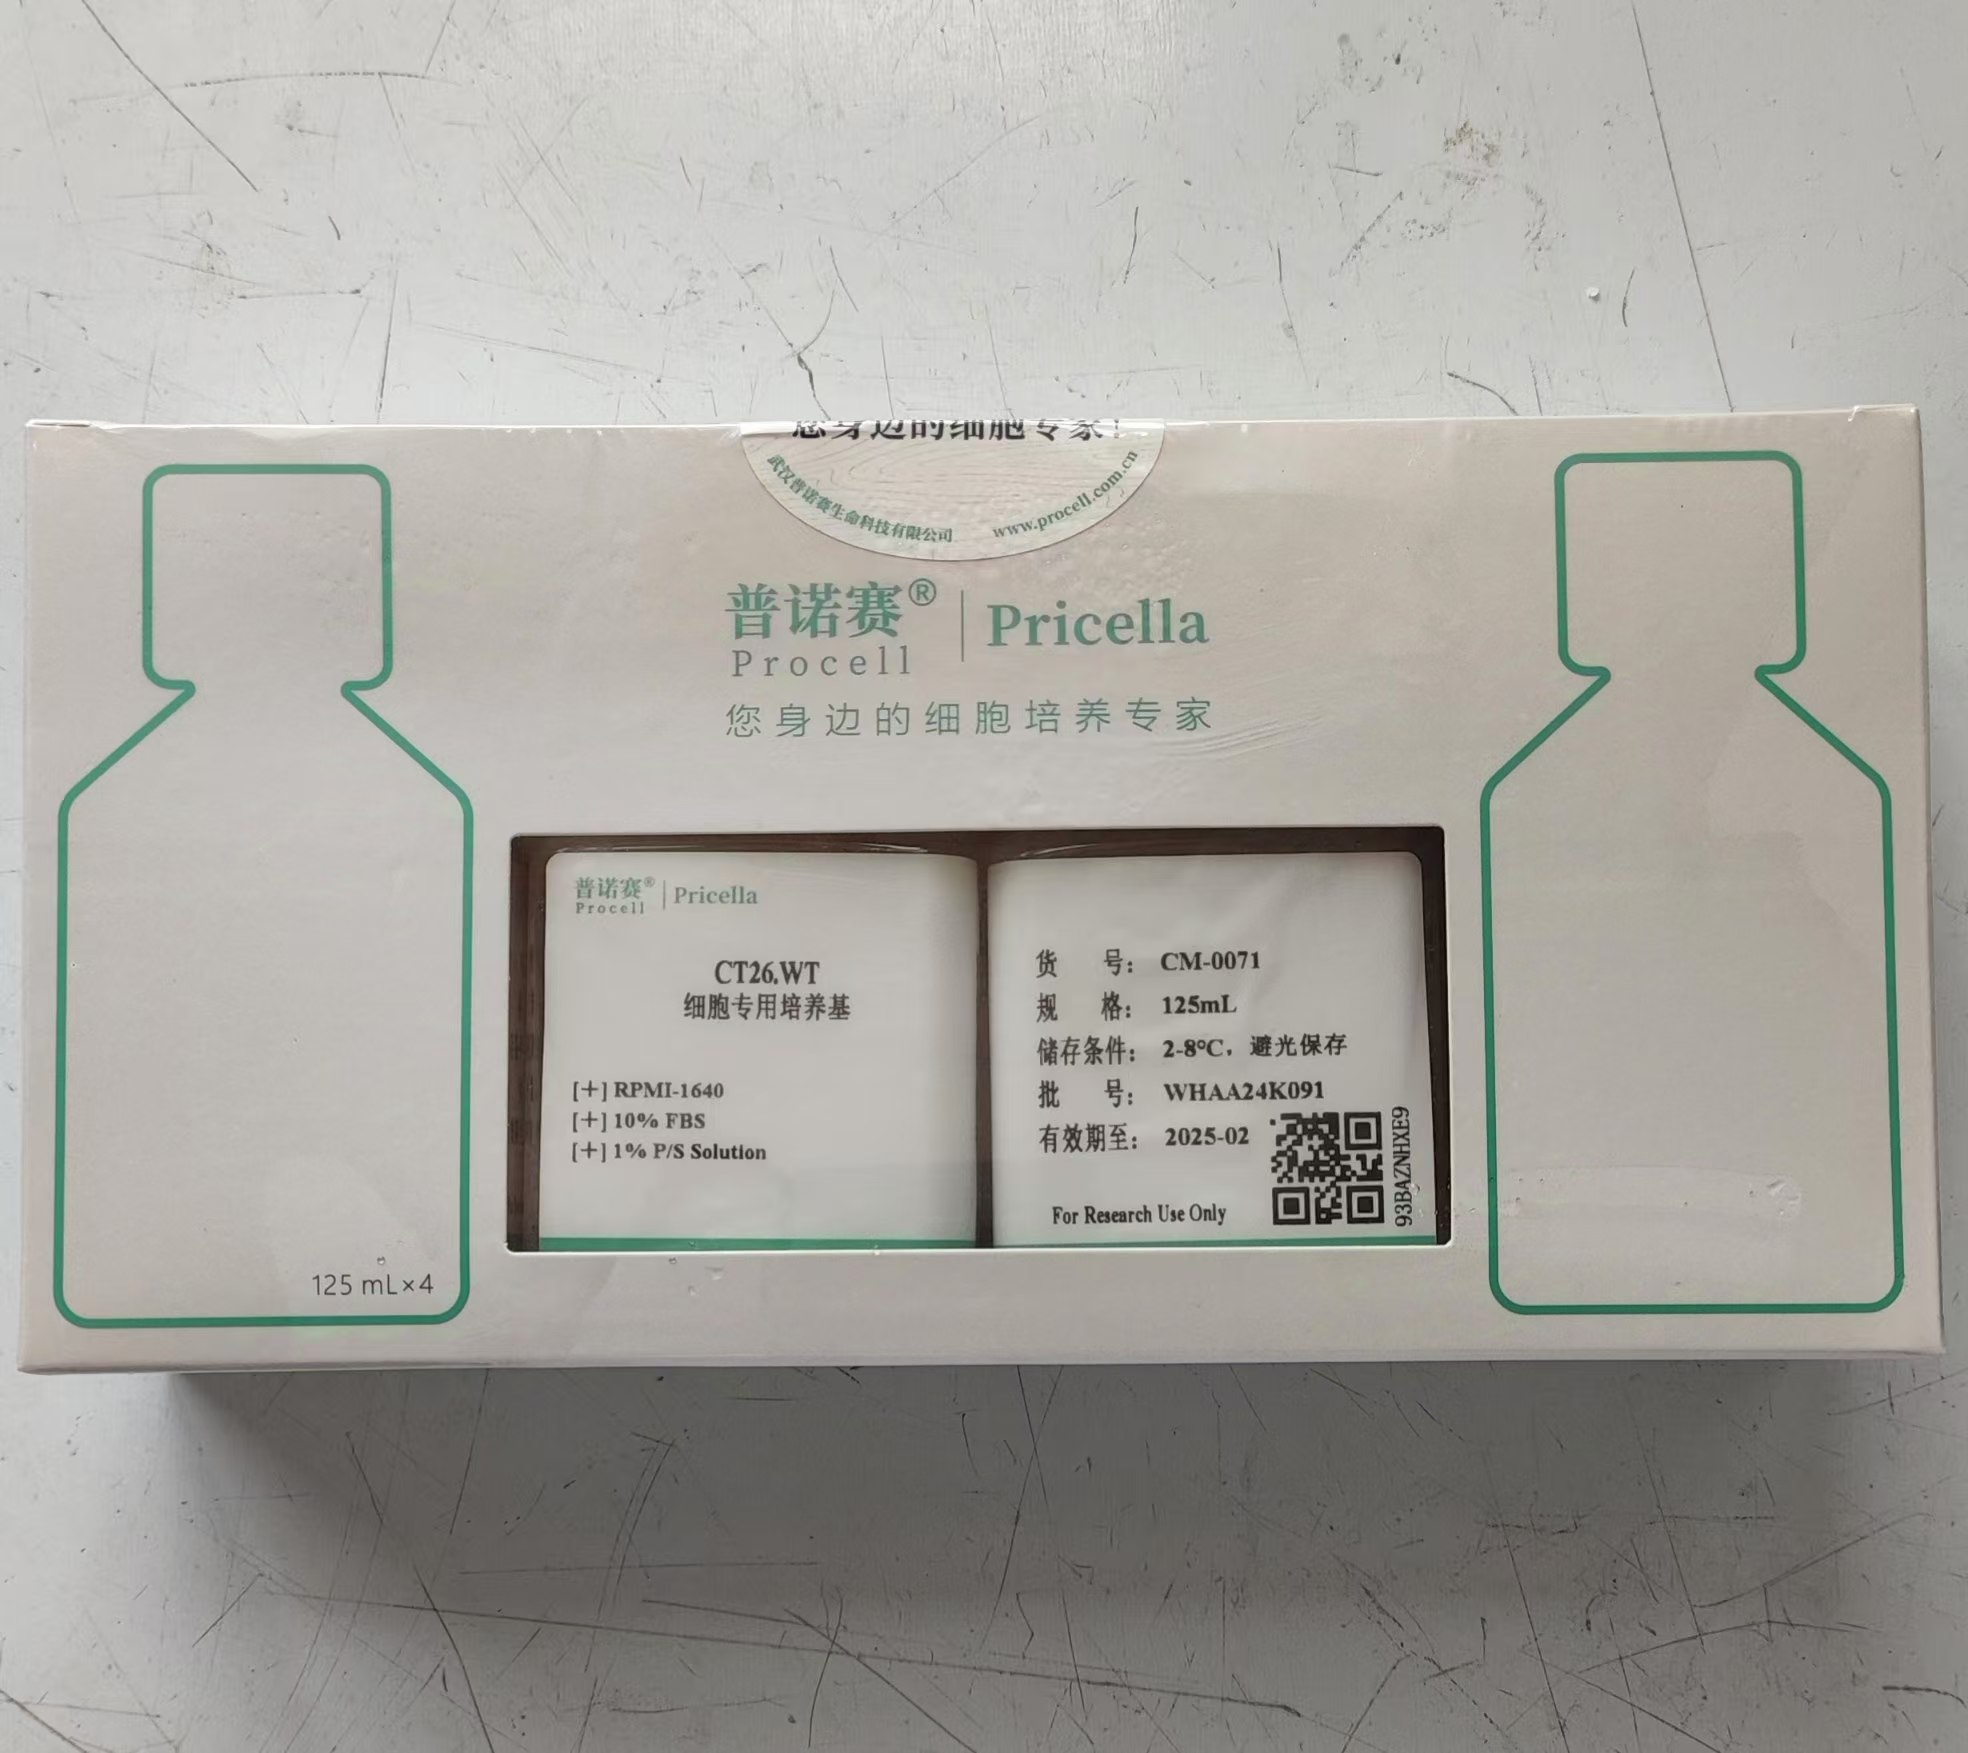 您身边的细胞专家！
武汉普诺赛生命科技有限公司 www.procell.com.cn
普诺赛® | Pricella
Procell
您身边的细胞培养专家
普诺赛® | Pricella
Procell
CT26.WT
细胞专用培养基
[+] RPMI-1640
[+] 10% FBS
[+] 1% P/S Solution
货 号： CM-0071
规 格： 125mL
储存条件： 2-8℃，避光保存
批 号： WHAA24K091
有效期至： 2025-02
For Research Use Only
93BAZNHXE9
125 mL×4